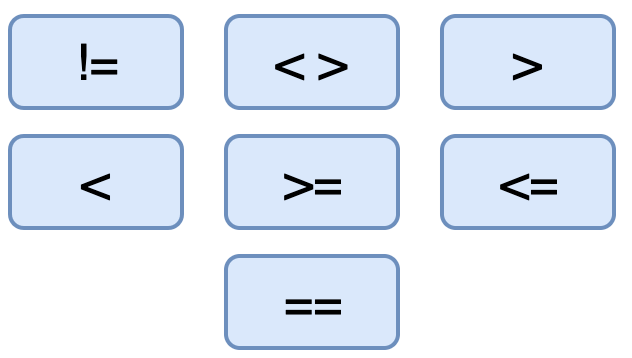 != <> >
< >= <=
==